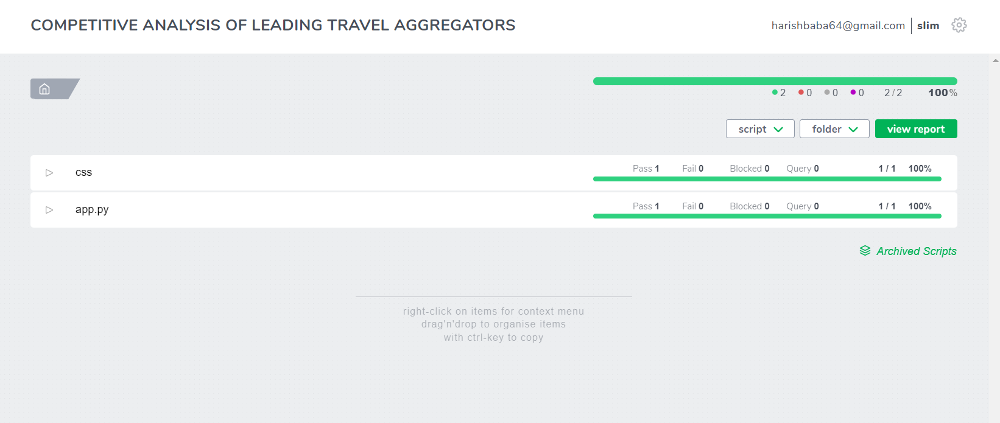 COMPETITIVE ANALYSIS OF LEADING TRAVEL AGGREGATORS
harishbaba64@gmail.com slim
2 0 0 0 2/2 100%
script folder view report
css Pass 1 Fail 0 Blocked 0 Query 0 1 / 1 100%
app.py Pass 1 Fail 0 Blocked 0 Query 0 1 / 1 100%
Archived Scripts
right-click on items for context menu
drag'n'drop to organise items
with ctrl-key to copy